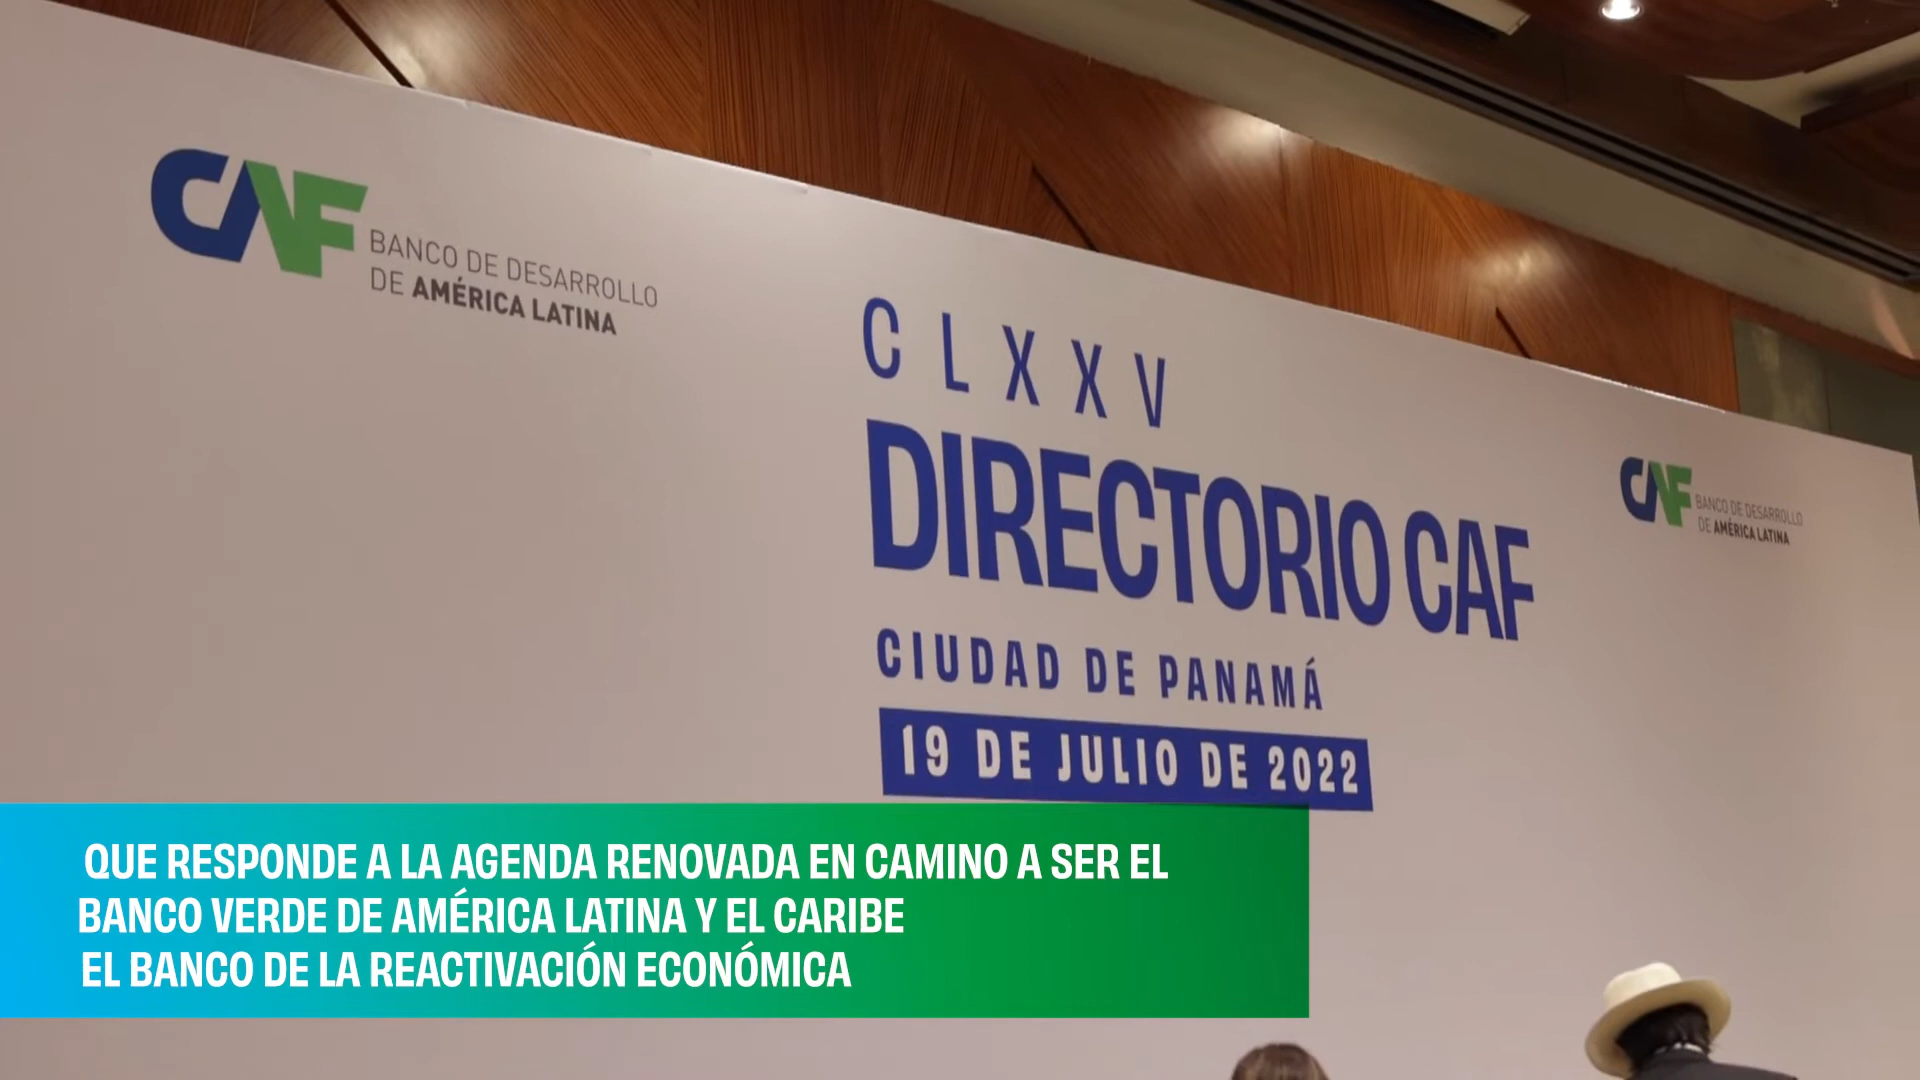 CAF BANCO DE DESARROLLO
DE AMÉRICA LATINA
CLXXV
DIRECTORIO CAF
CIUDAD DE PANAMÁ
19 DE JULIO DE 2022
CAF BANCO DE DESARROLLO
DE AMÉRICA LATINA
QUE RESPONDE A LA AGENDA RENOVADA EN CAMINO A SER EL
BANCO VERDE DE AMÉRICA LATINA Y EL CARIBE
EL BANCO DE LA REACTIVACIÓN ECONÓMICA